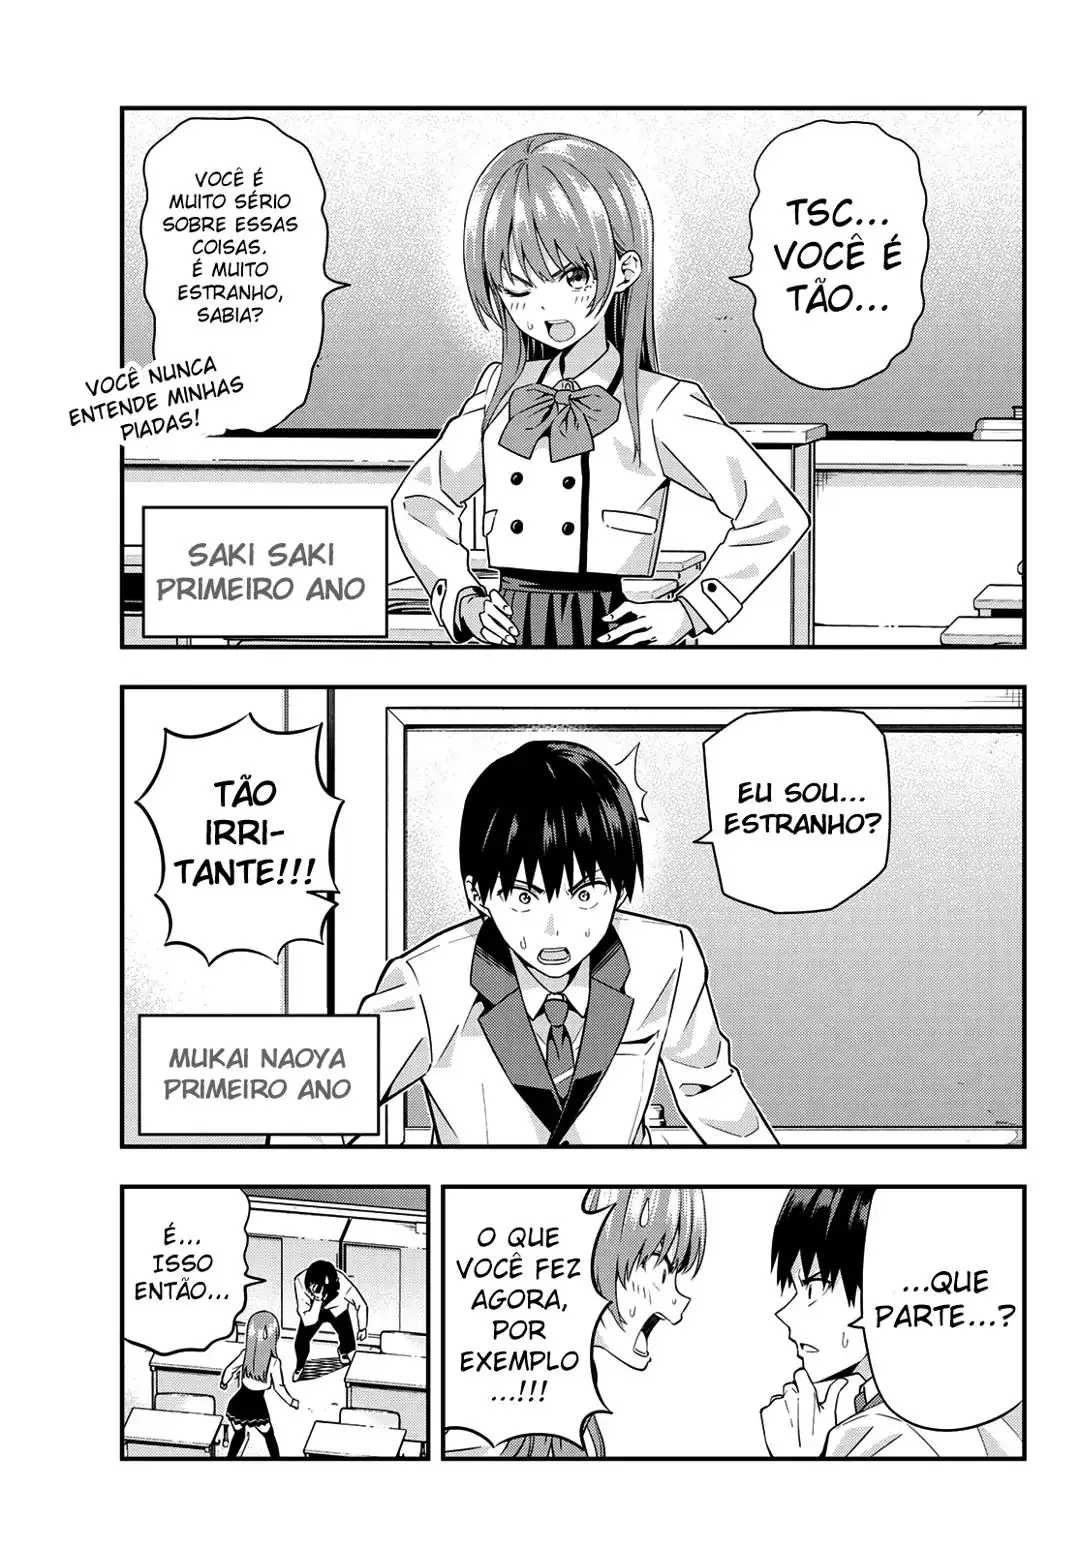 TSC...
VOCÊ É
TÃO...
VOCÊ É
MUITO SÉRIO
SOBRE ESSAS
COISAS.
É MUITO
ESTRANHO,
SABIA?
VOCÊ NUNCA
ENTENDE MINHAS
PIADAS!
SAKI SAKI
PRIMEIRO ANO
EU SOU...
ESTRANHO?
TÃO
IRRI-
TANTE!!!
MUKAI NAOYA
PRIMEIRO ANO
...QUE
PARTE...?
O QUE
VOCÊ FEZ
AGORA,
POR
EXEMPLO
...!!!
É...
ISSO
ENTÃO...